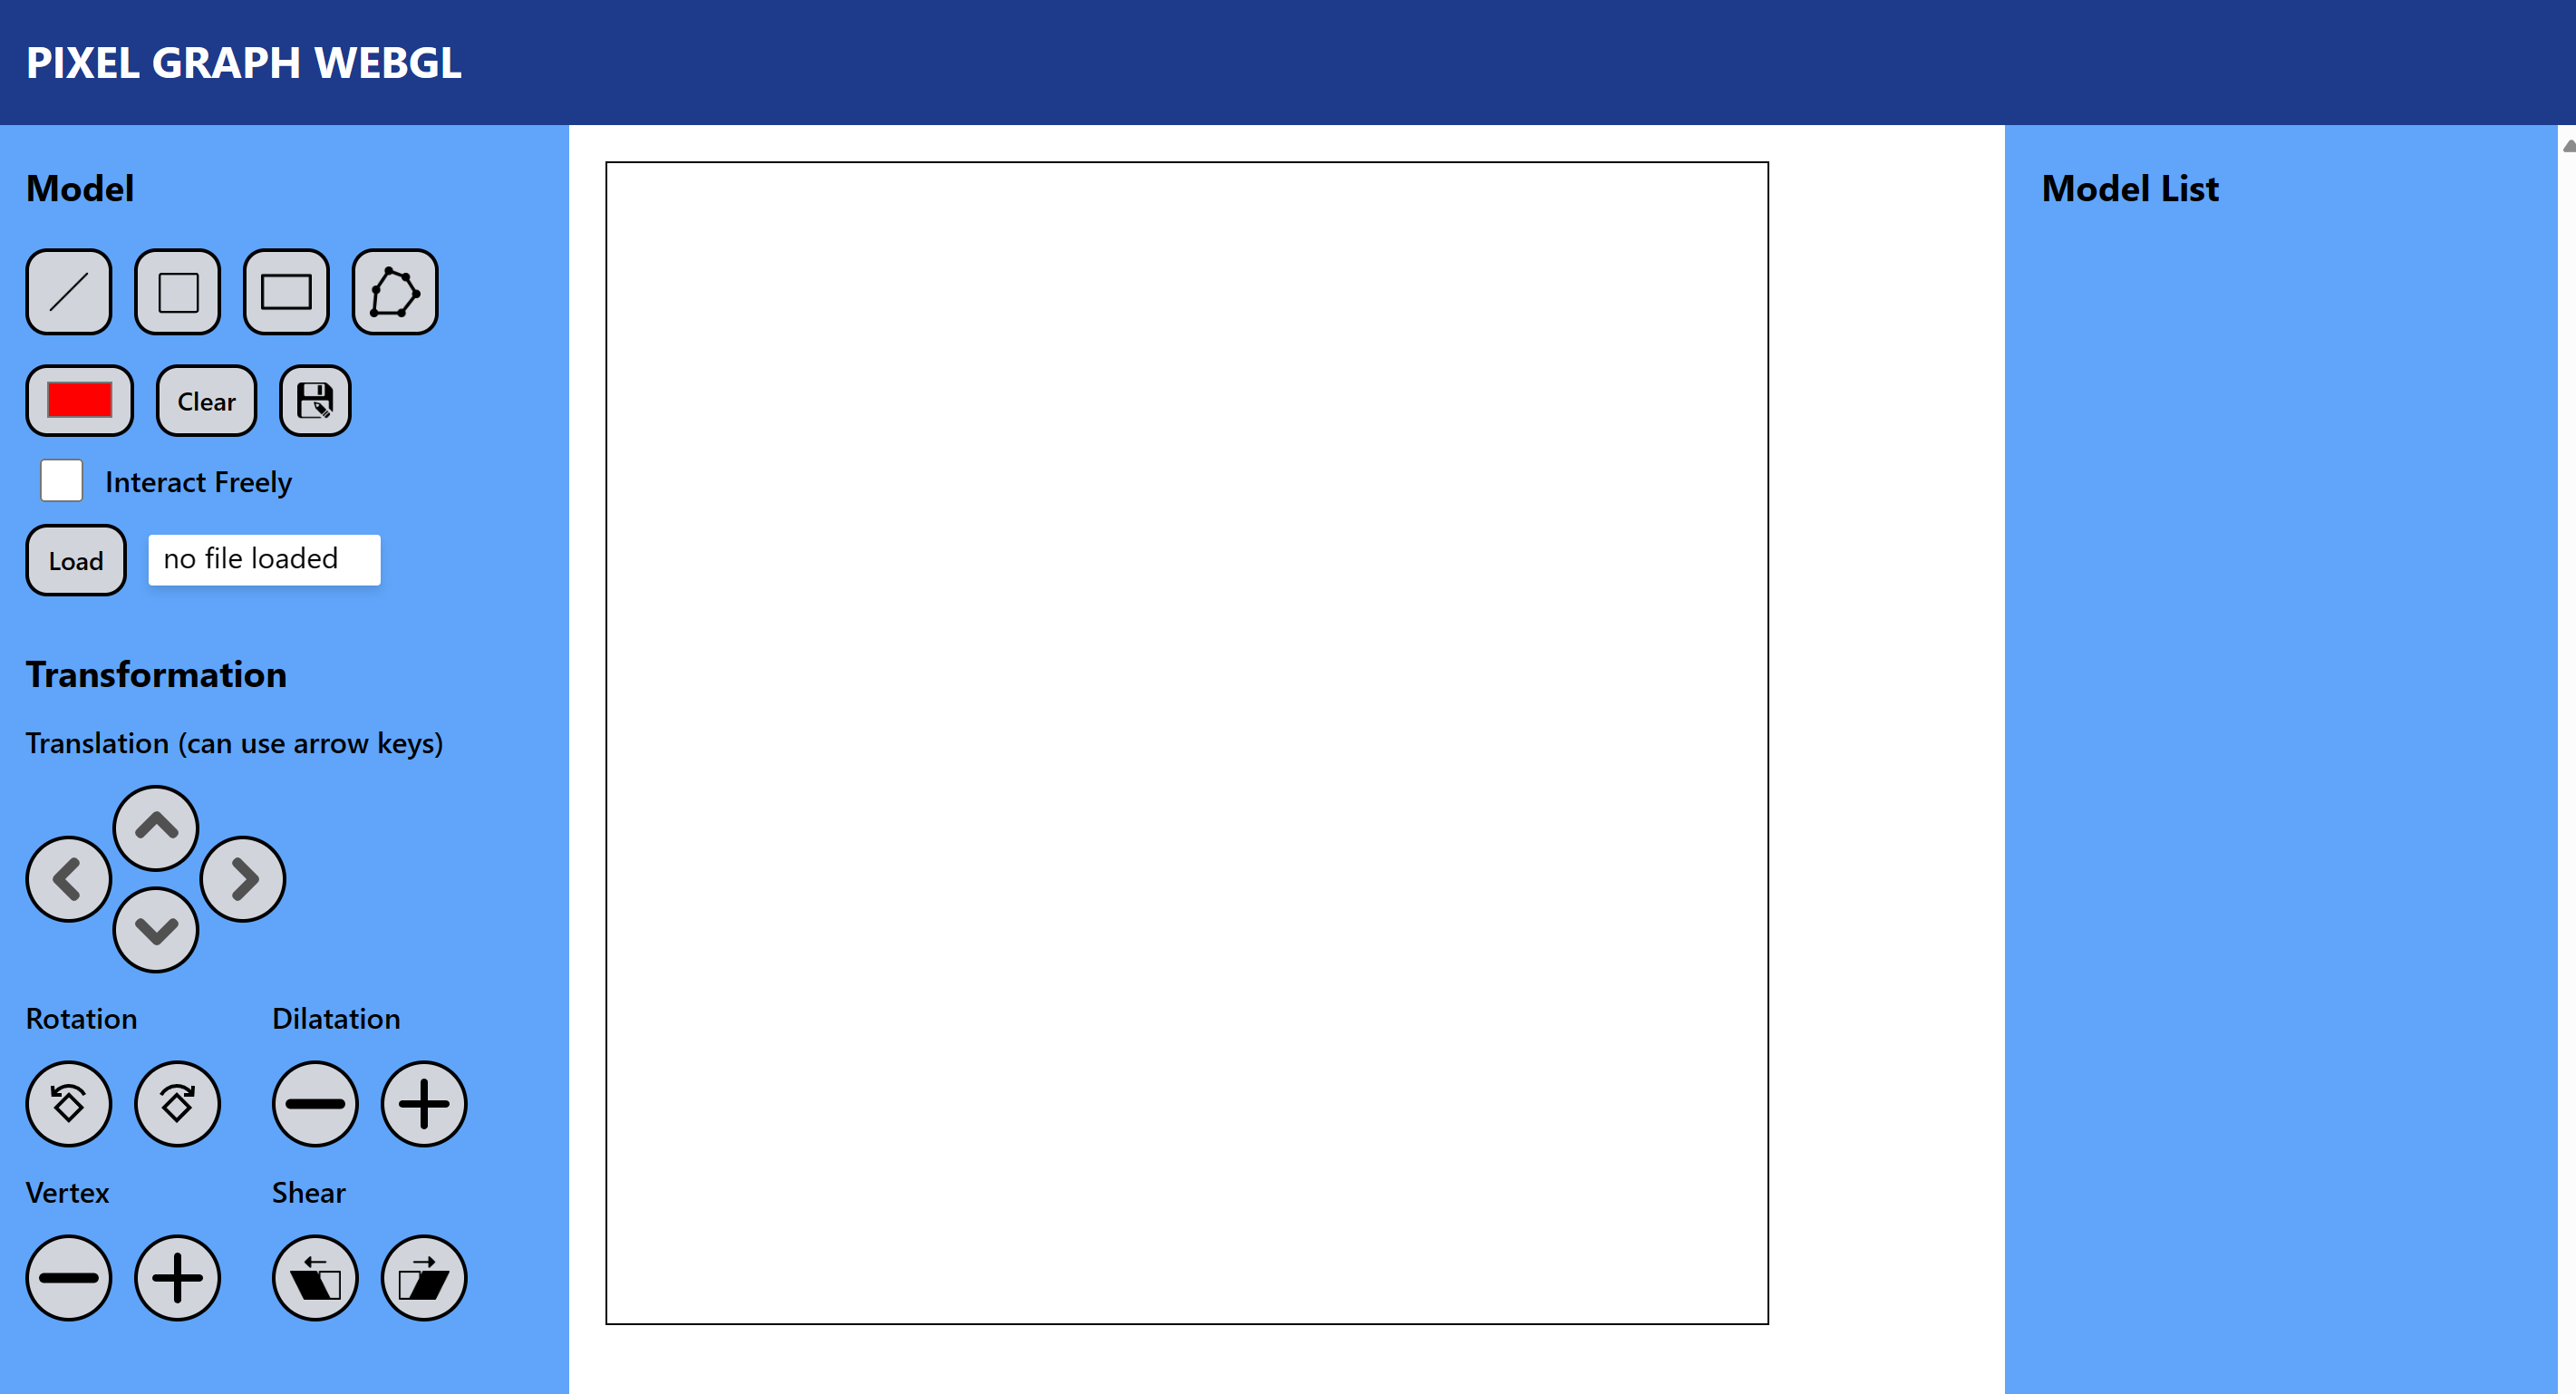 PIXEL GRAPH WEBGL
Model
Clear
Interact Freely
Load
no file loaded
Transformation
Translation (can use arrow keys)
Rotation
Dilatation
Vertex
Shear
Model List